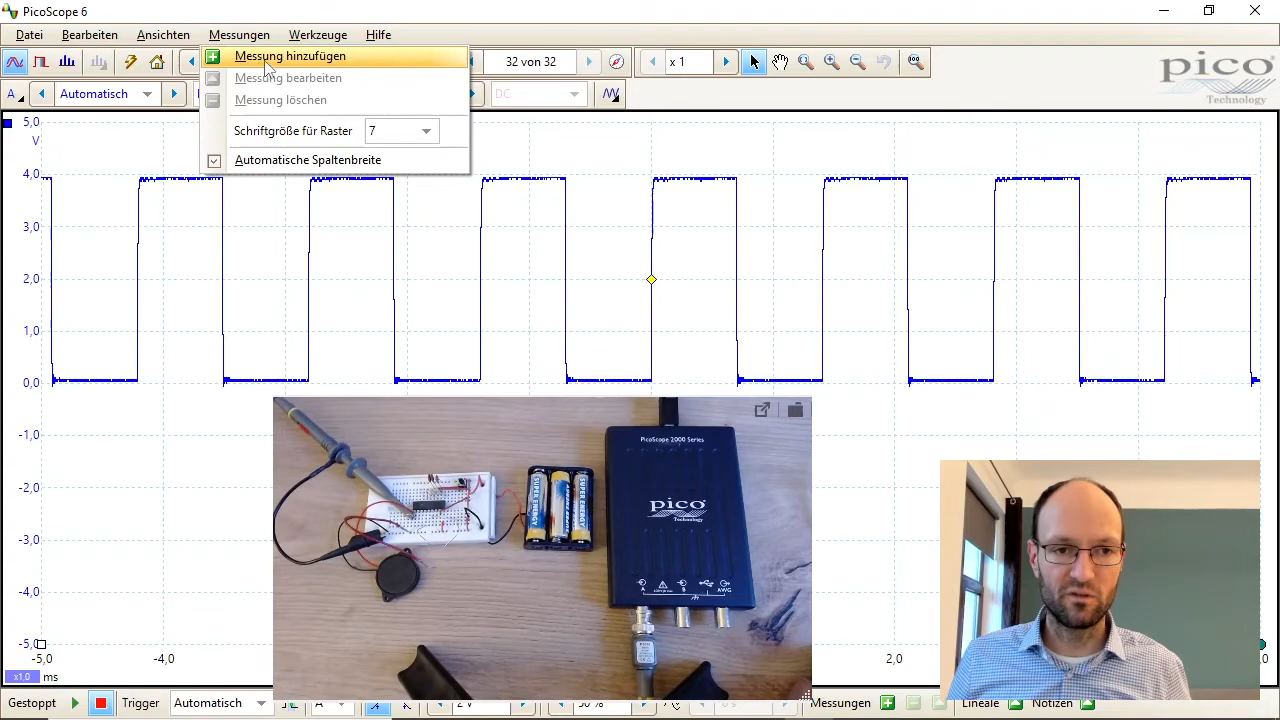 PicoScope 6
Datei Bearbeiten Ansichten Messungen Werkzeuge Hilfe
Messung hinzufügen
Messung bearbeiten
Messung löschen
Schriftgröße für Raster 7
Automatische Spaltenbreite
32 von 32
x 1
pico
Technology
A Automatisch
DC
5,0
V
4,0
3,0
2,0
1,0
0,0
-1,0
-2,0
-3,0
-4,0
-5,0
-5,0 -4,0 2,0
x1,0 ms
PicoScope 2000 Series
pico
Technology
A B AWG
SUPER ENERGY
SUPER ENERGY
Gestoppt Trigger Automatisch
Messungen Lineale Notizen